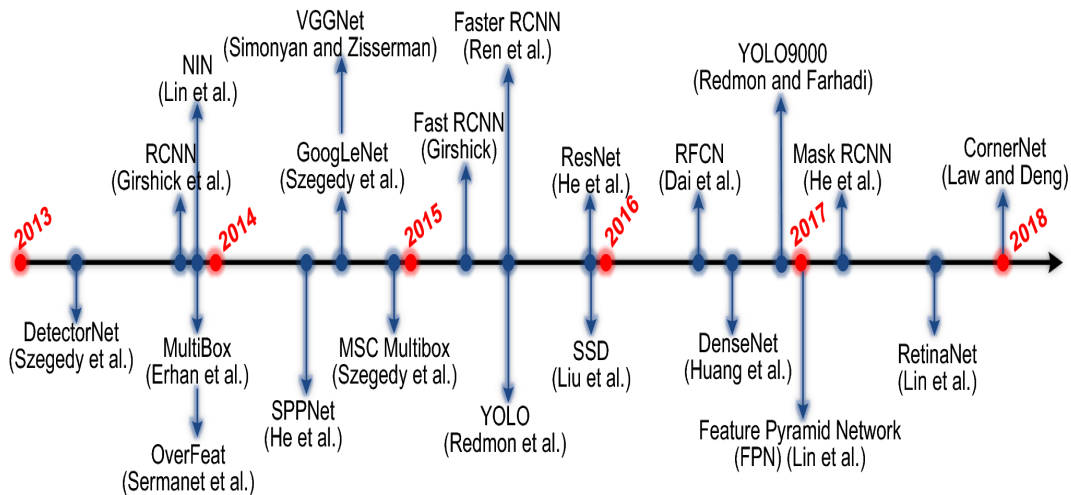 VGGNet
(Simonyan and Zisserman)
Faster RCNN
(Ren et al.)
NIN
(Lin et al.)
YOLO9000
(Redmon and Farhadi)
RCNN
(Girshick et al.)
GoogLeNet
(Szegedy et al.)
Fast RCNN
(Girshick)
ResNet
(He et al.)
RFCN
(Dai et al.)
Mask RCNN
(He et al.)
CornerNet
(Law and Deng)
2013
2014
2015
2016
2017
2018
DetectorNet
(Szegedy et al.)
MultiBox
(Erhan et al.)
OverFeat
(Sermanet et al.)
SPPNet
(He et al.)
MSC Multibox
(Szegedy et al.)
YOLO
(Redmon et al.)
SSD
(Liu et al.)
DenseNet
(Huang et al.)
Feature Pyramid Network
(FPN) (Lin et al.)
RetinaNet
(Lin et al.)